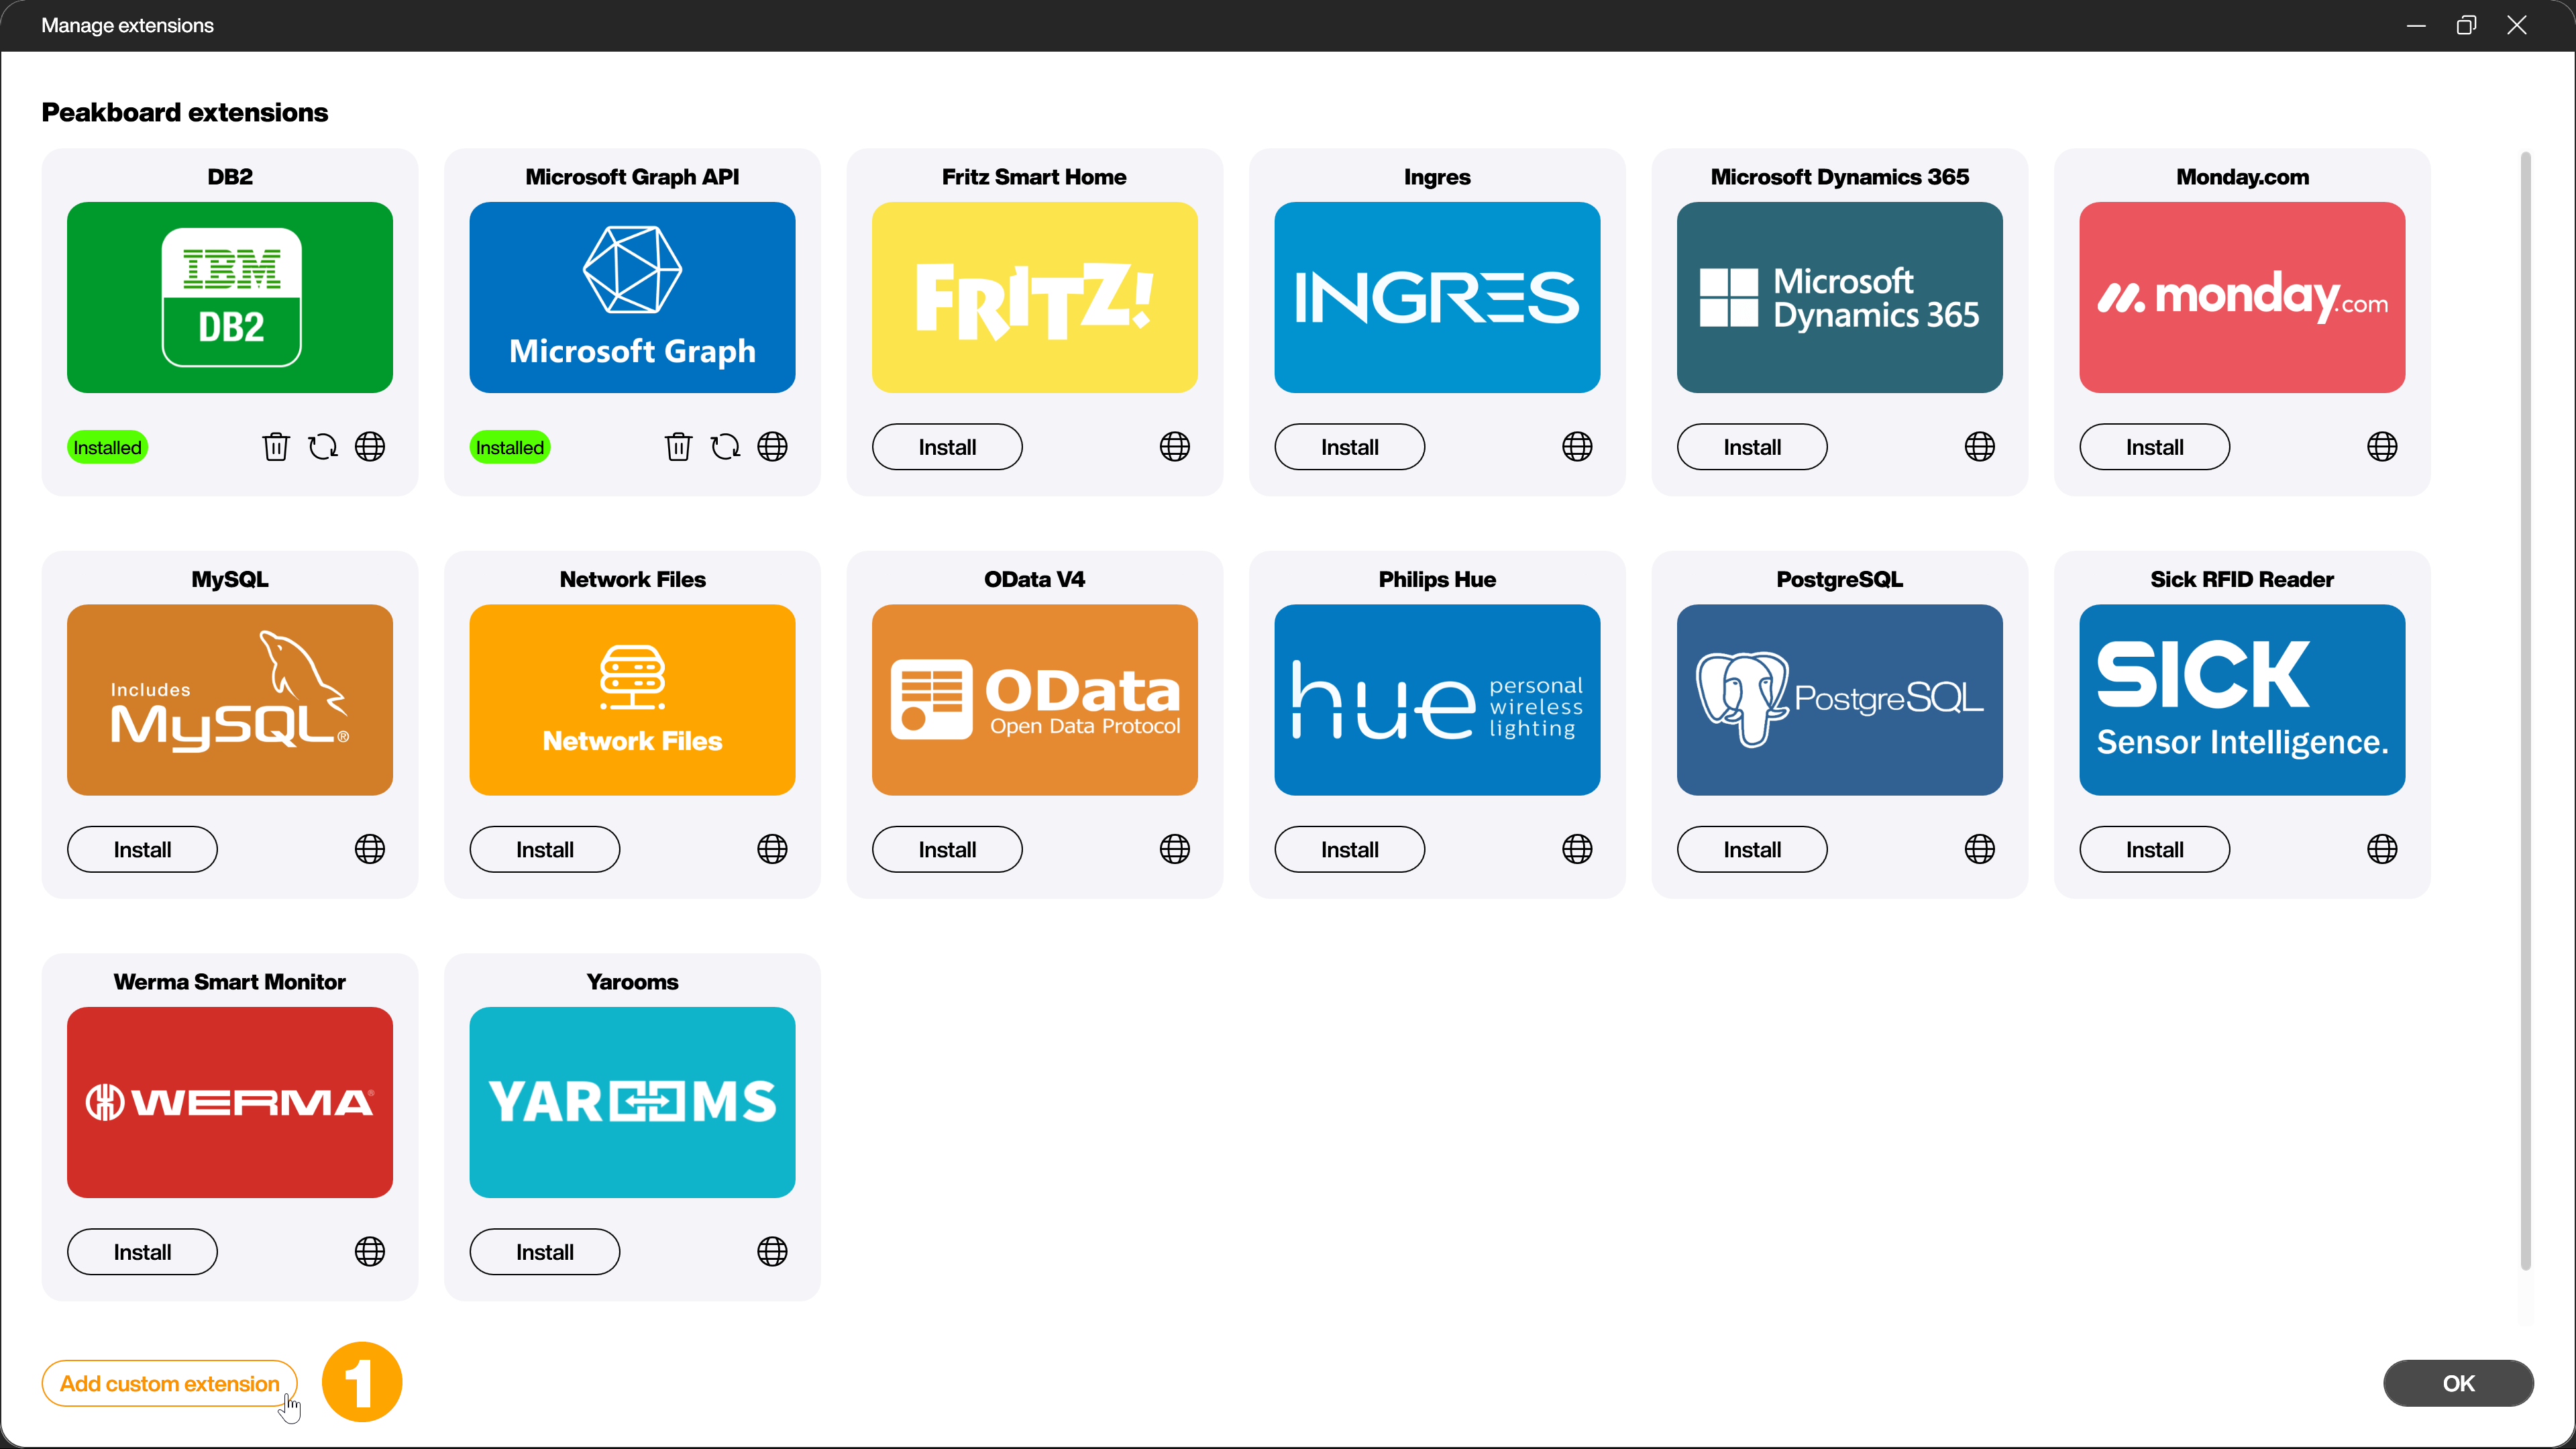 Manage extensions
Peakboard extensions
DB2
Microsoft Graph API
Fritz Smart Home
Ingres
Microsoft Dynamics 365
Monday.com
IBM
DB2
Microsoft Graph
FRITZ!
INGRES
Microsoft
Dynamics 365
monday.com
Installed
Installed
Install
Install
Install
Install
MySQL
Network Files
OData V4
Philips Hue
PostgreSQL
Sick RFID Reader
Includes
MySQL®
Network Files
OData
Open Data Protocol
hue
personal
wireless
lighting
PostgreSQL
SICK
Sensor Intelligence.
Install
Install
Install
Install
Install
Install
Werma Smart Monitor
Yarooms
WERMA®
YAROOMS
Install
Install
Add custom extension
1
OK